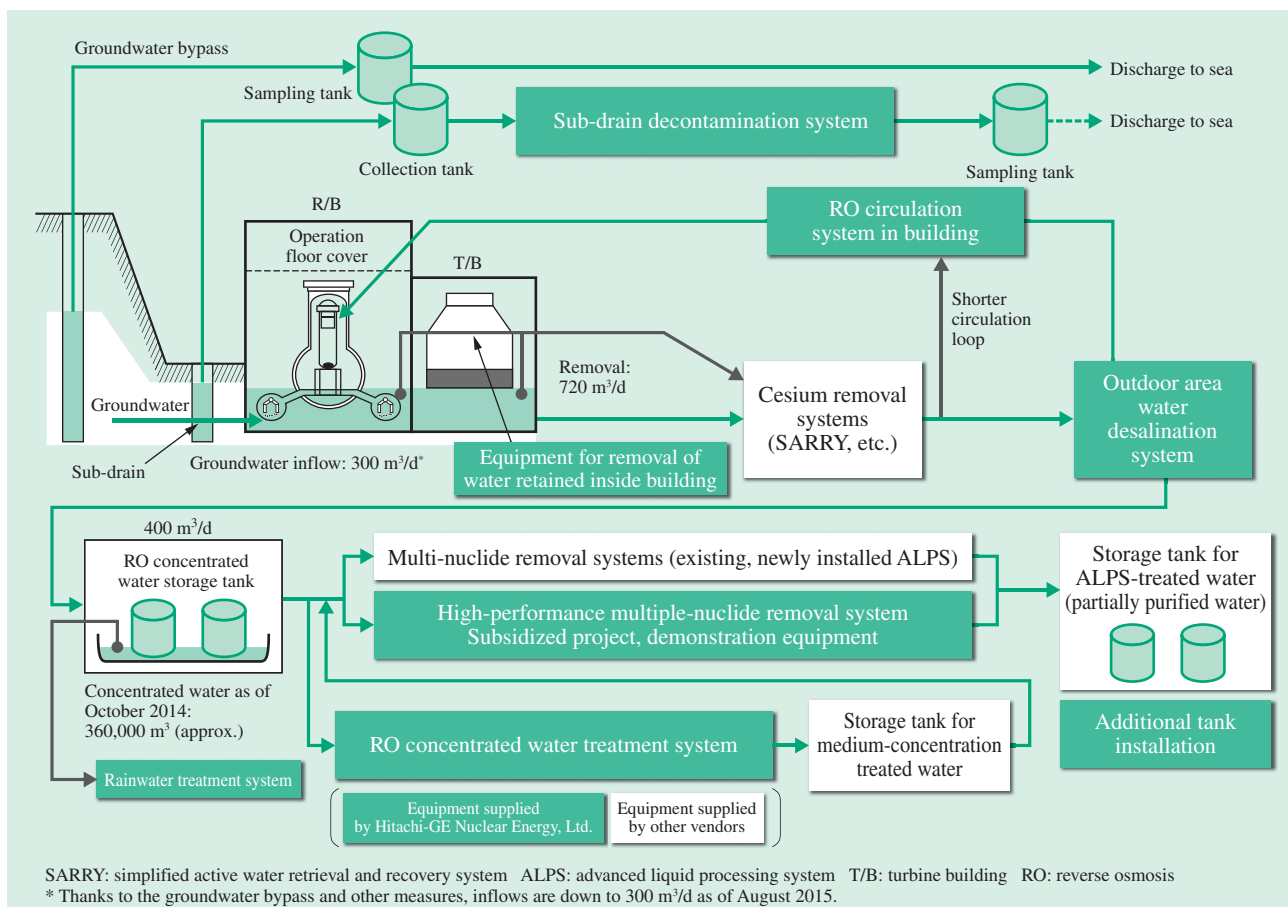 Groundwater bypass
Sampling tank
Discharge to sea
Collection tank
Sub-drain decontamination system
Sampling tank
Discharge to sea
R/B
Operation
floor cover
T/B
RO circulation
system in building
Shorter
circulation
loop
Removal:
720 m³/d
Groundwater
Sub-drain
Groundwater inflow: 300 m³/d*
Equipment for removal of
water retained inside building
Cesium removal
systems
(SARRY, etc.)
Outdoor area
water
desalination
system
400 m³/d
RO concentrated
water storage tank
Concentrated water as of
October 2014:
360,000 m³ (approx.)
Rainwater treatment system
Multi-nuclide removal systems (existing, newly installed ALPS)
High-performance multiple-nuclide removal system
Subsidized project, demonstration equipment
Storage tank for
ALPS-treated water
(partially purified water)
RO concentrated water treatment system
Storage tank for
medium-concentration
treated water
Additional tank
installation
Equipment supplied
by Hitachi-GE Nuclear Energy, Ltd.
Equipment supplied
by other vendors
SARRY: simplified active water retrieval and recovery system ALPS: advanced liquid processing system T/B: turbine building RO: reverse osmosis
* Thanks to the groundwater bypass and other measures, inflows are down to 300 m³/d as of August 2015.